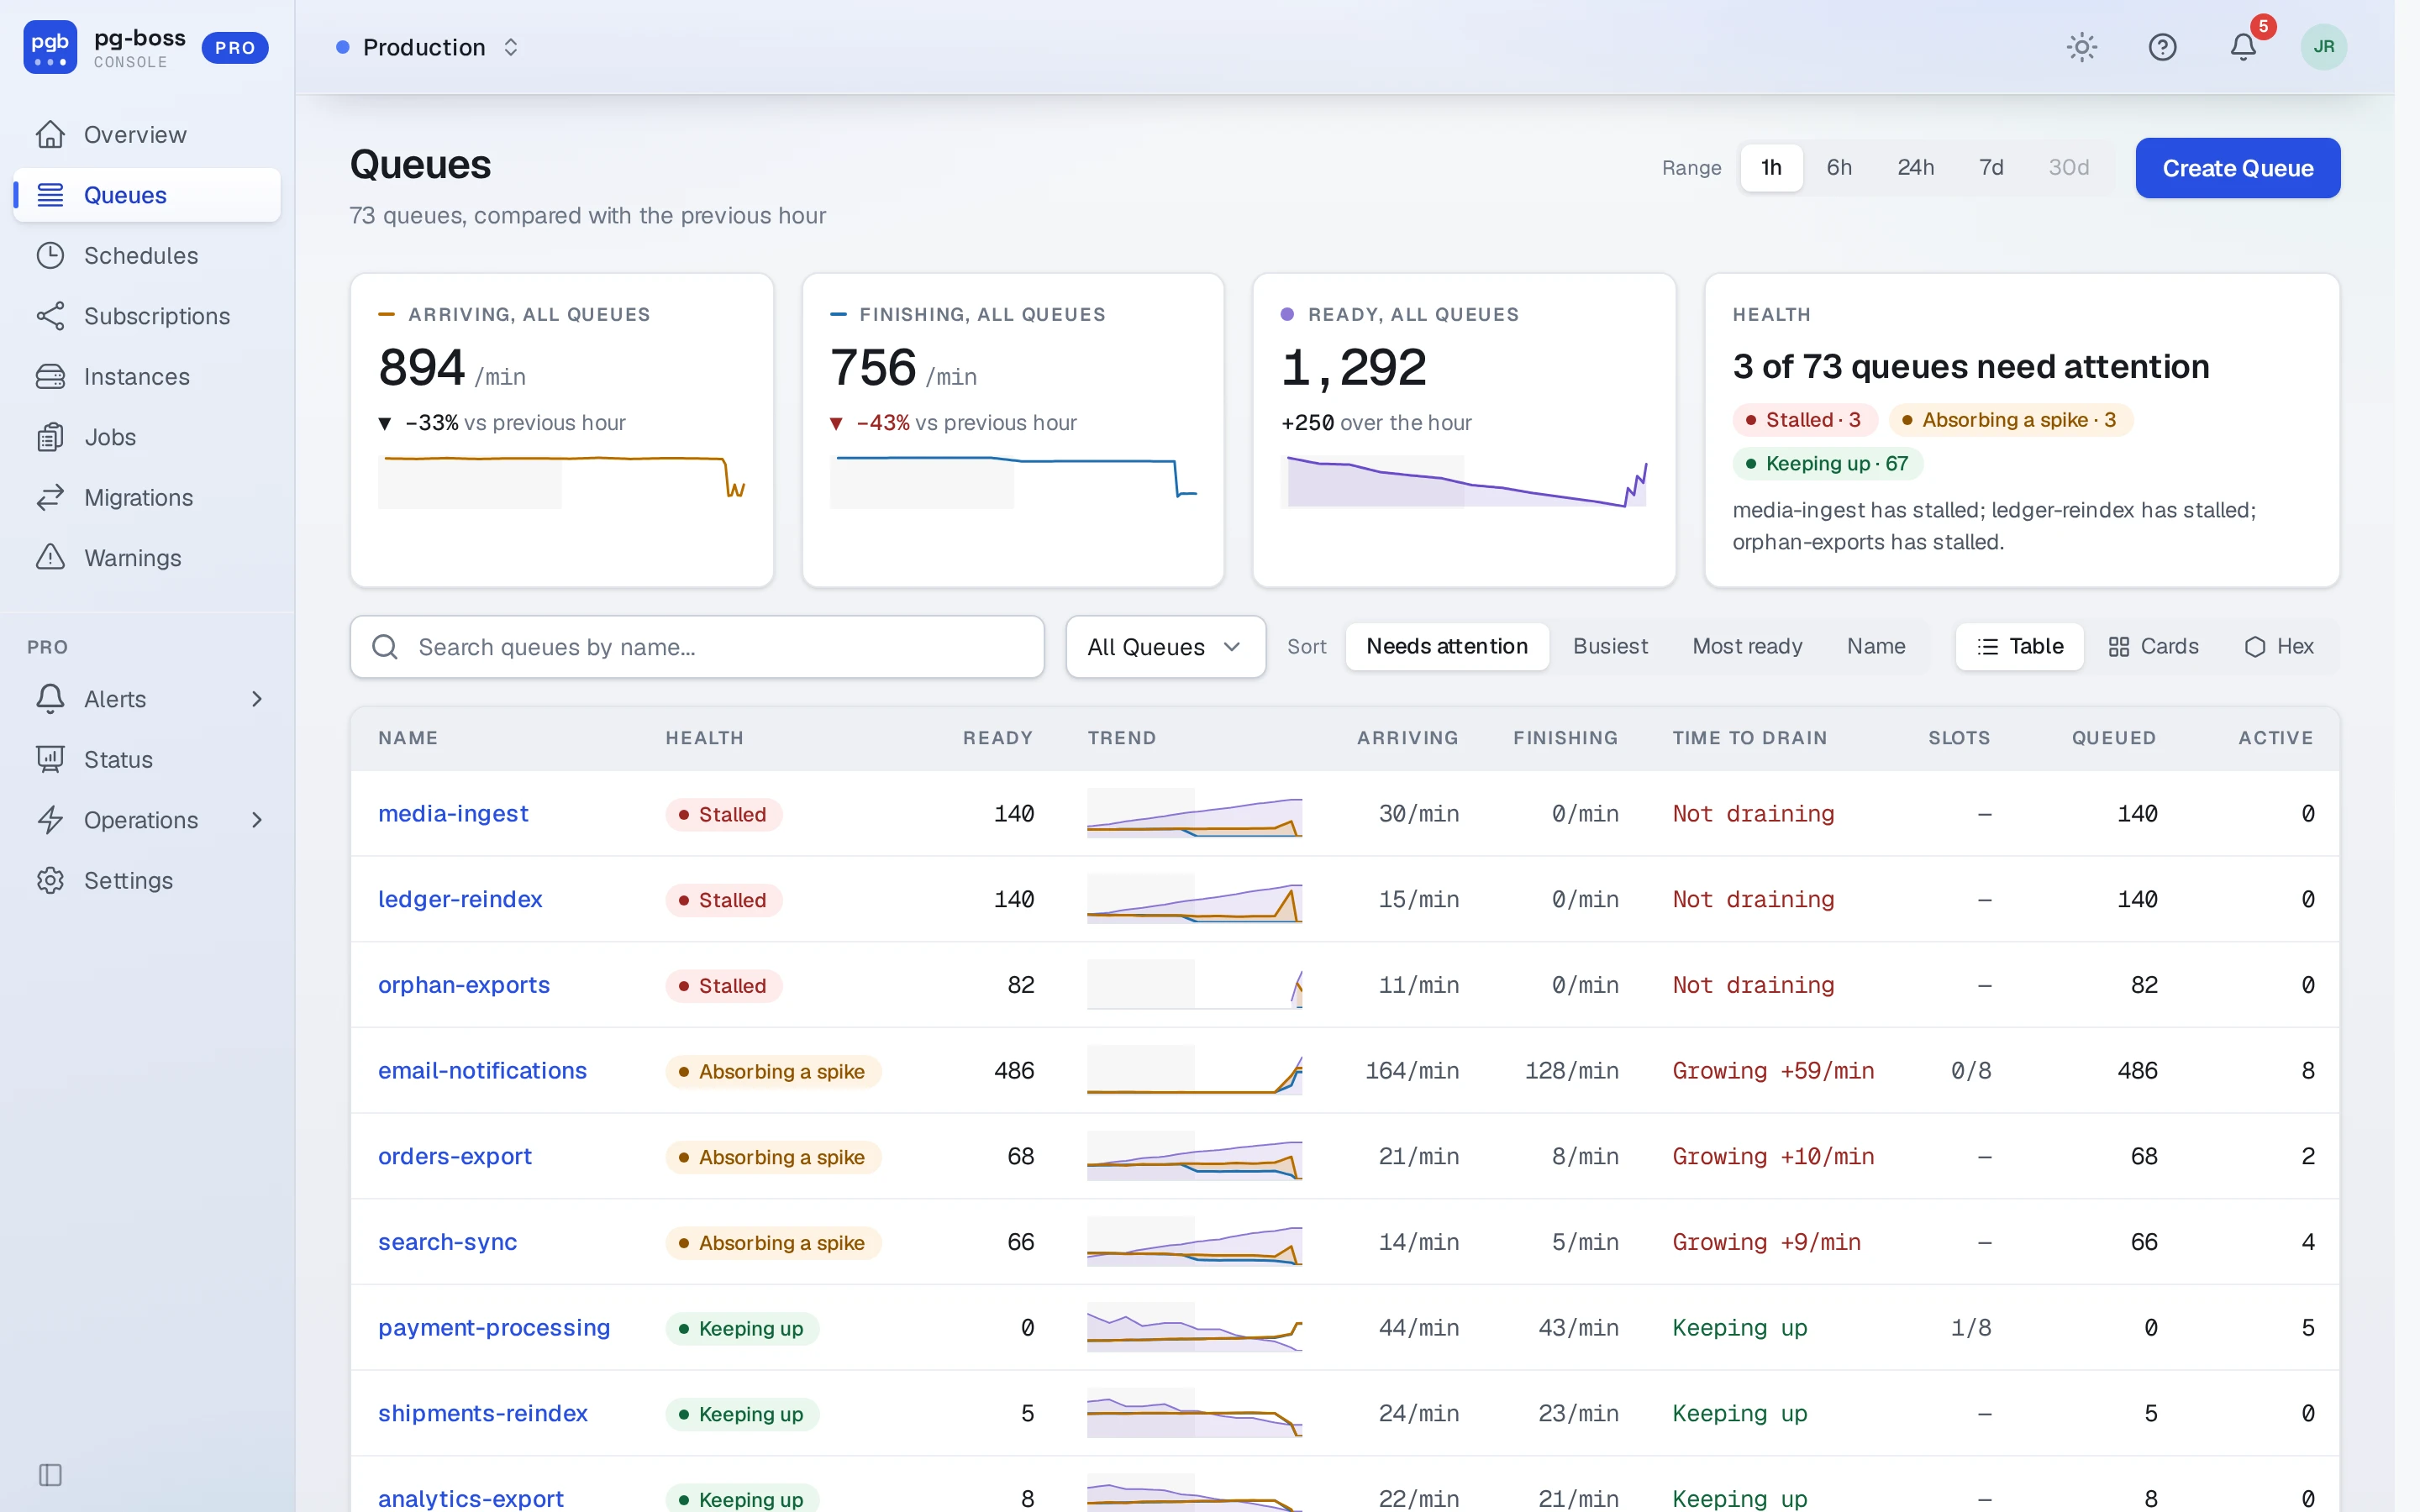 pgb
pg-boss
CONSOLE
PRO
Production
5
JR
Overview
Queues
Schedules
Subscriptions
Instances
Jobs
Migrations
Warnings
PRO
Alerts
Status
Operations
Settings
Queues
73 queues, compared with the previous hour
Range 1h 6h 24h 7d 30d
Create Queue
ARRIVING, ALL QUEUES
894 /min
▼ −33% vs previous hour
FINISHING, ALL QUEUES
756 /min
▼ −43% vs previous hour
READY, ALL QUEUES
1,292
+250 over the hour
HEALTH
3 of 73 queues need attention
Stalled · 3 Absorbing a spike · 3
Keeping up · 67
media-ingest has stalled; ledger-reindex has stalled;
orphan-exports has stalled.
Search queues by name...
All Queues
Sort Needs attention Busiest Most ready Name
Table Cards Hex
NAME HEALTH READY TREND ARRIVING FINISHING TIME TO DRAIN SLOTS QUEUED ACTIVE
media-ingest Stalled 140 30/min 0/min Not draining — 140 0
ledger-reindex Stalled 140 15/min 0/min Not draining — 140 0
orphan-exports Stalled 82 11/min 0/min Not draining — 82 0
email-notifications Absorbing a spike 486 164/min 128/min Growing +59/min 0/8 486 8
orders-export Absorbing a spike 68 21/min 8/min Growing +10/min — 68 2
search-sync Absorbing a spike 66 14/min 5/min Growing +9/min — 66 4
payment-processing Keeping up 0 44/min 43/min Keeping up 1/8 0 5
shipments-reindex Keeping up 5 24/min 23/min Keeping up — 5 0
analytics-export Keeping up 8 22/min 21/min Keeping up — 8 0